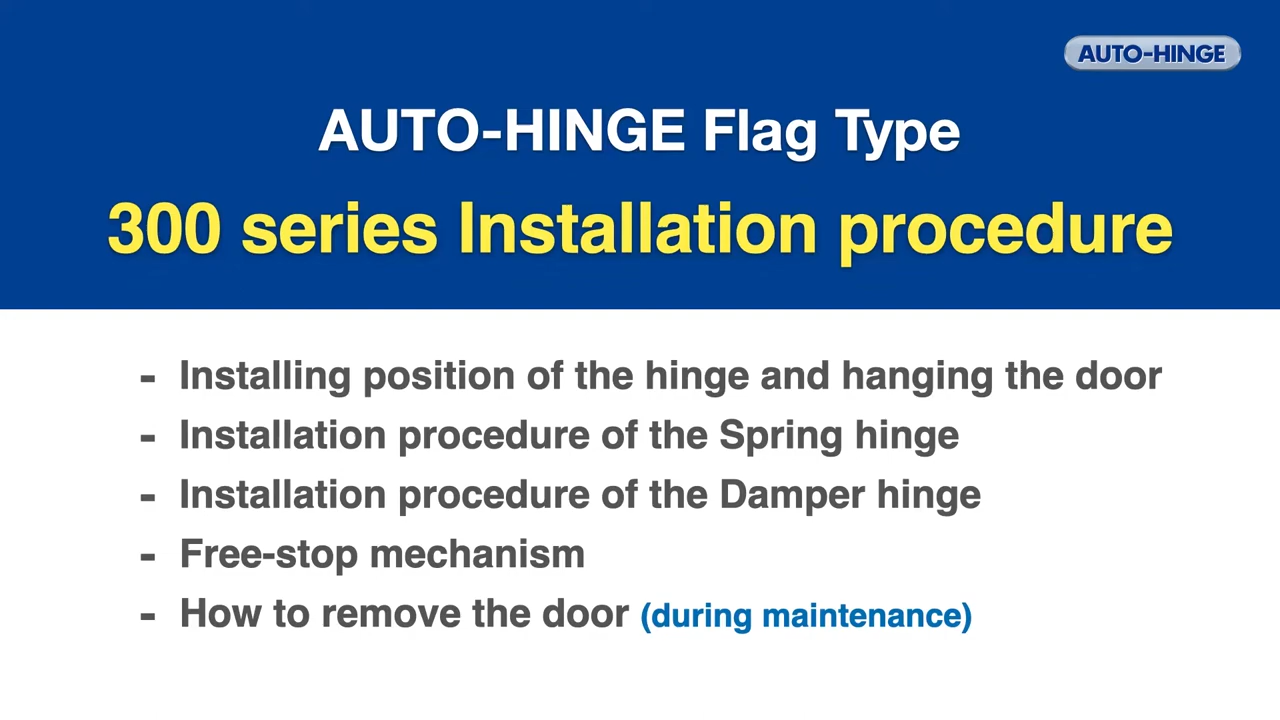 AUTO-HINGE
AUTO-HINGE Flag Type
300 series Installation procedure
- Installing position of the hinge and hanging the door
- Installation procedure of the Spring hinge
- Installation procedure of the Damper hinge
- Free-stop mechanism
- How to remove the door (during maintenance)